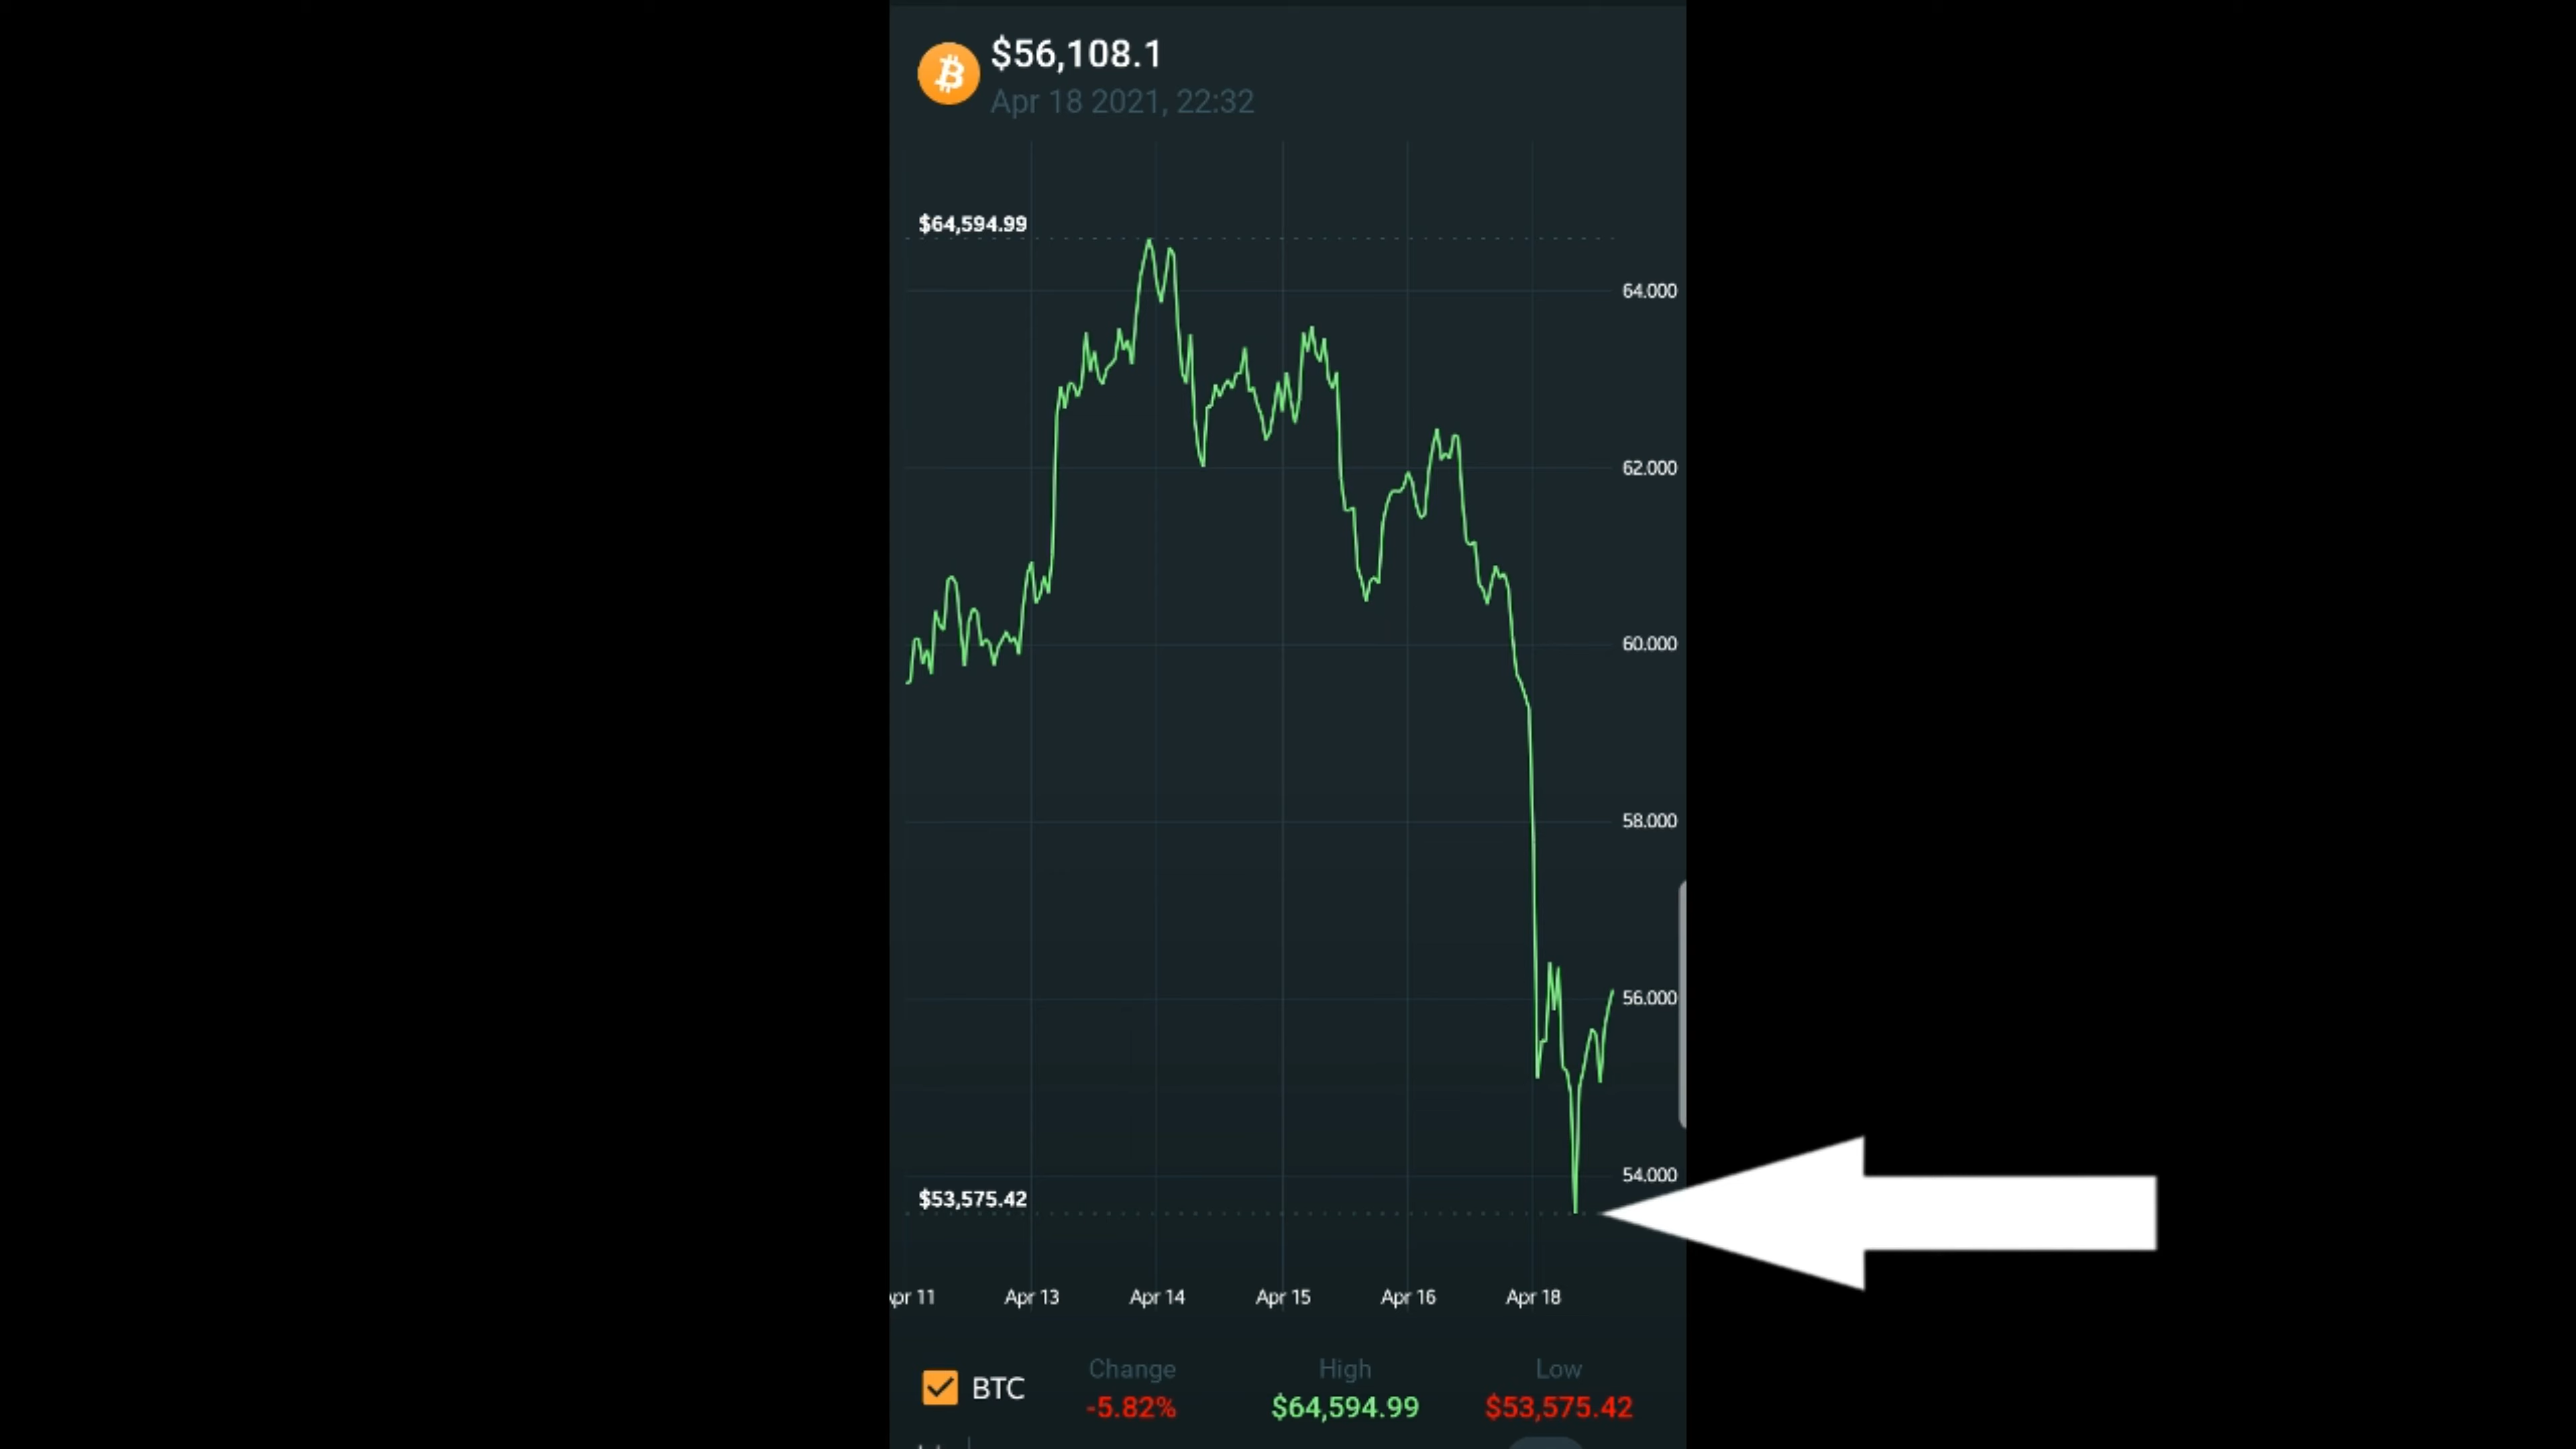 $56,108.1
Apr 18 2021, 22:32
$64,594.99
64.000
62.000
60.000
58.000
56.000
54.000
$53,575.42
pr 11 Apr 13 Apr 14 Apr 15 Apr 16 Apr 18
Change High Low
BTC -5.82% $64,594.99 $53,575.42